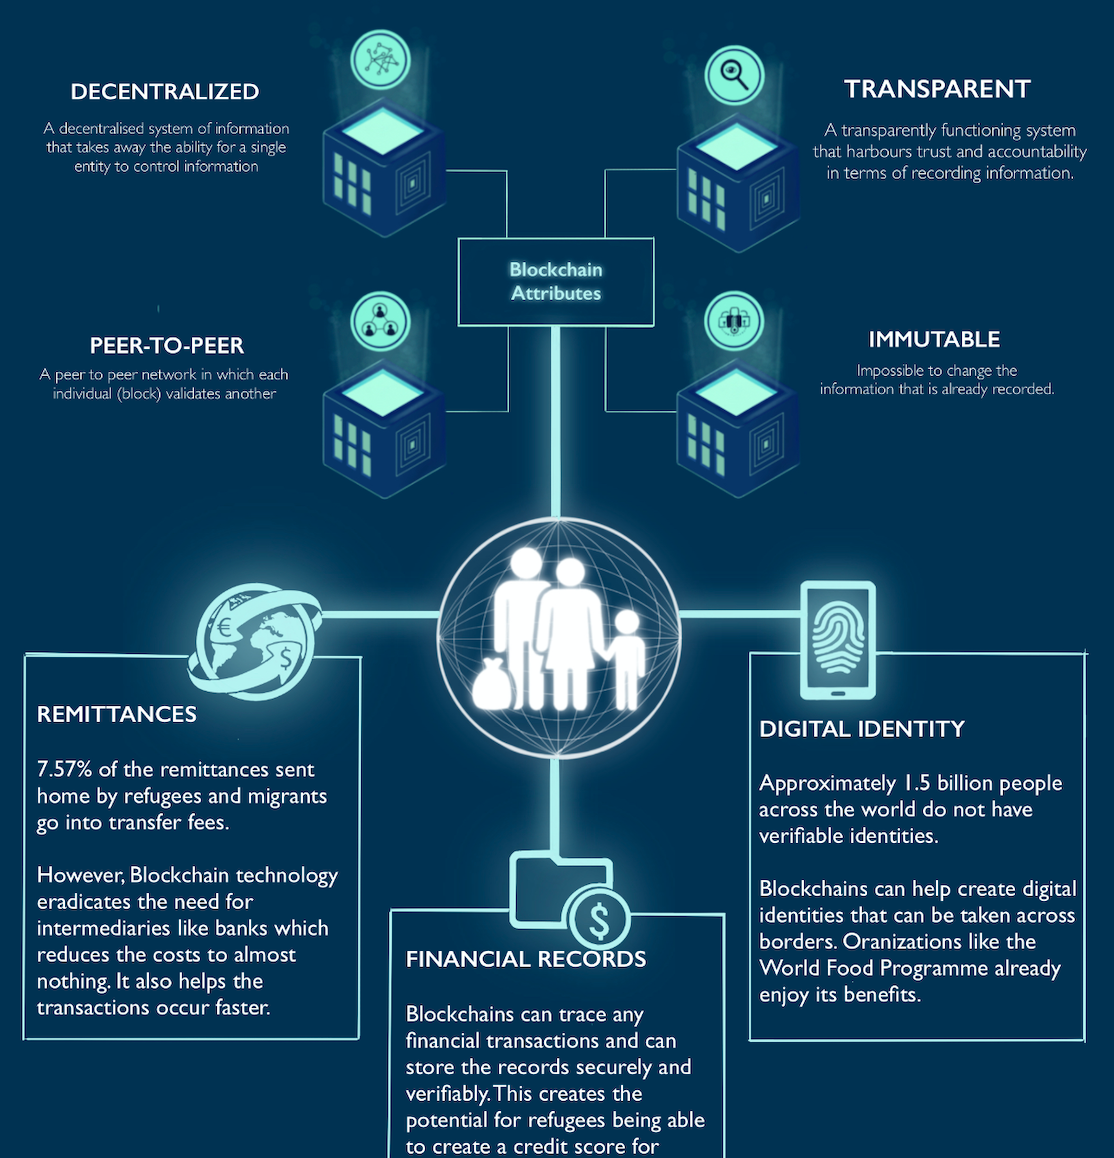 DECENTRALIZED
A decentralised system of information
that takes away the ability for a single
entity to control information
TRANSPARENT
A transparently functioning system
that harbours trust and accountability
in terms of recording information.
Blockchain
Attributes
PEER-TO-PEER
A peer to peer network in which each
individual (block) validates another
IMMUTABLE
Impossible to change the
information that is already recorded.
€
$
REMITTANCES
7.57% of the remittances sent
home by refugees and migrants
go into transfer fees.
However, Blockchain technology
eradicates the need for
intermediaries like banks which
reduces the costs to almost
nothing. It also helps the
transactions occur faster.
$
FINANCIAL RECORDS
Blockchains can trace any
financial transactions and can
store the records securely and
verifiably. This creates the
potential for refugees being able
to create a credit score for
DIGITAL IDENTITY
Approximately 1.5 billion people
across the world do not have
verifiable identities.
Blockchains can help create digital
identities that can be taken across
borders. Oranizations like the
World Food Programme already
enjoy its benefits.